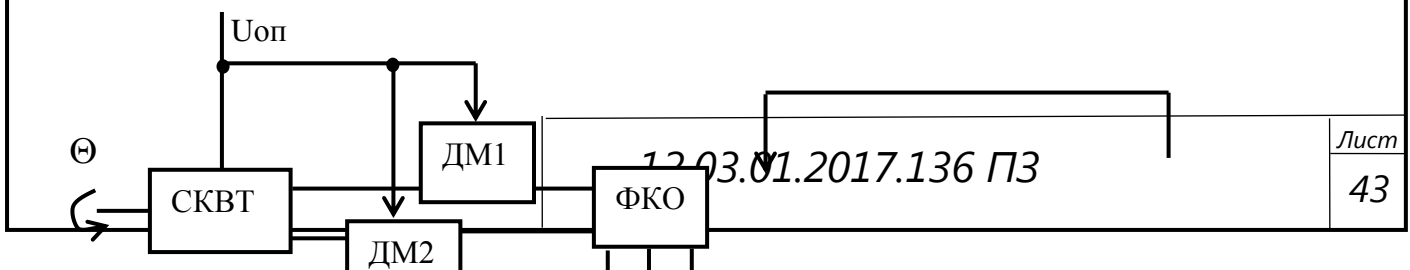 Uоп
Θ
СКВТ
ДМ1
ДМ2
ФКО
12.03.01.2017.136 ПЗ
Лист
43